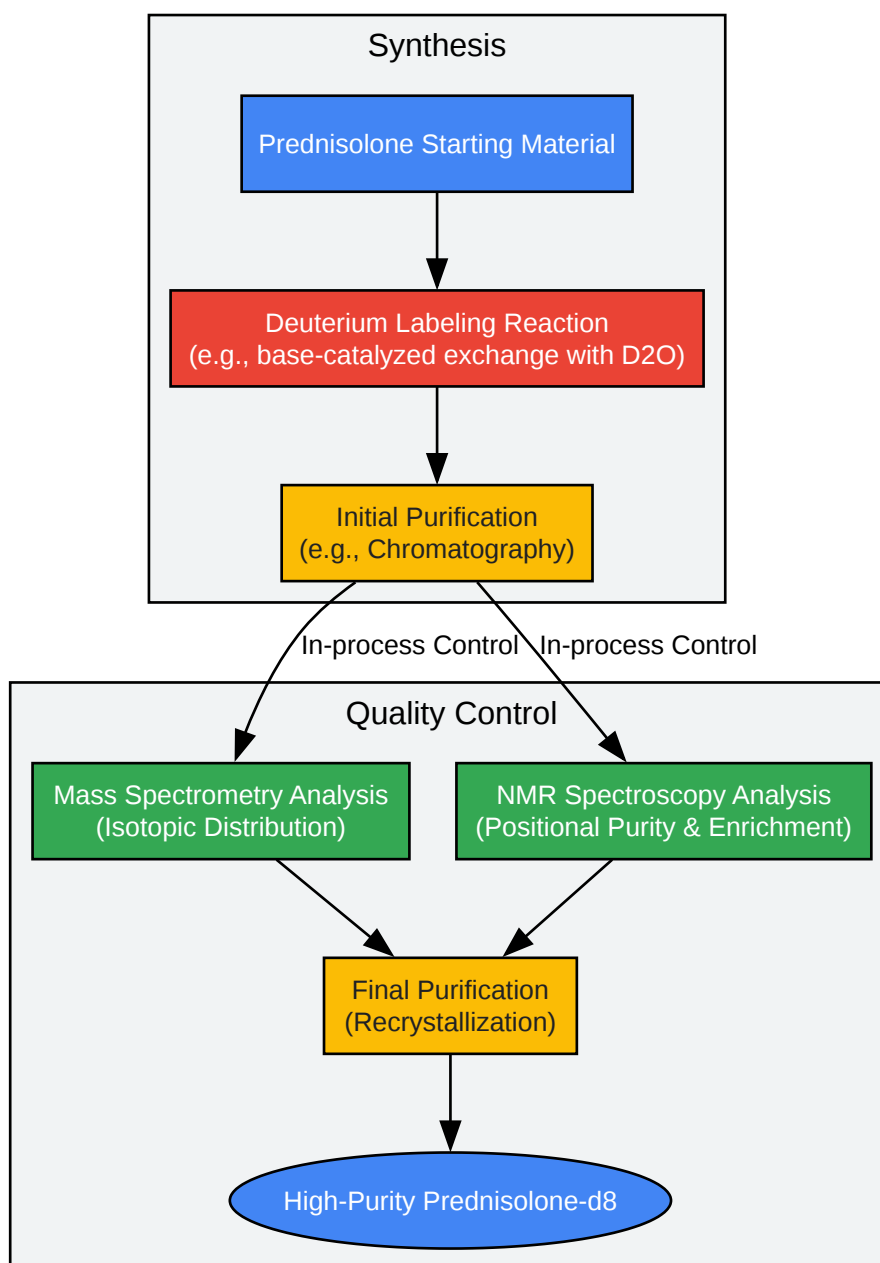 Synthesis
Prednisolone Starting Material
Deuterium Labeling Reaction
(e.g., base-catalyzed exchange with D2O)
Initial Purification
(e.g., Chromatography)
In-process Control
In-process Control
Quality Control
Mass Spectrometry Analysis
(Isotopic Distribution)
NMR Spectroscopy Analysis
(Positional Purity & Enrichment)
Final Purification
(Recrystallization)
High-Purity Prednisolone-d8